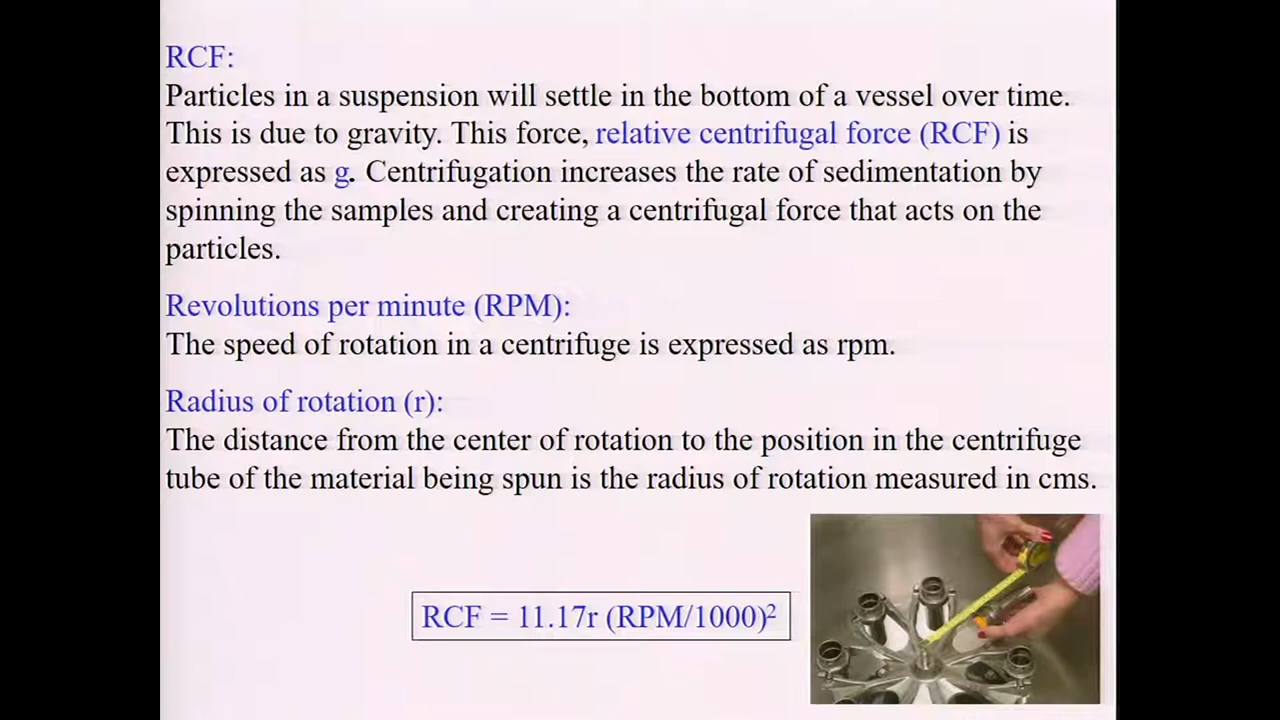 RCF:
Particles in a suspension will settle in the bottom of a vessel over time.
This is due to gravity. This force, relative centrifugal force (RCF) is
expressed as g. Centrifugation increases the rate of sedimentation by
spinning the samples and creating a centrifugal force that acts on the
particles.
Revolutions per minute (RPM):
The speed of rotation in a centrifuge is expressed as rpm.
Radius of rotation (r):
The distance from the center of rotation to the position in the centrifuge
tube of the material being spun is the radius of rotation measured in cms.
RCF = 11.17r (RPM/1000)²